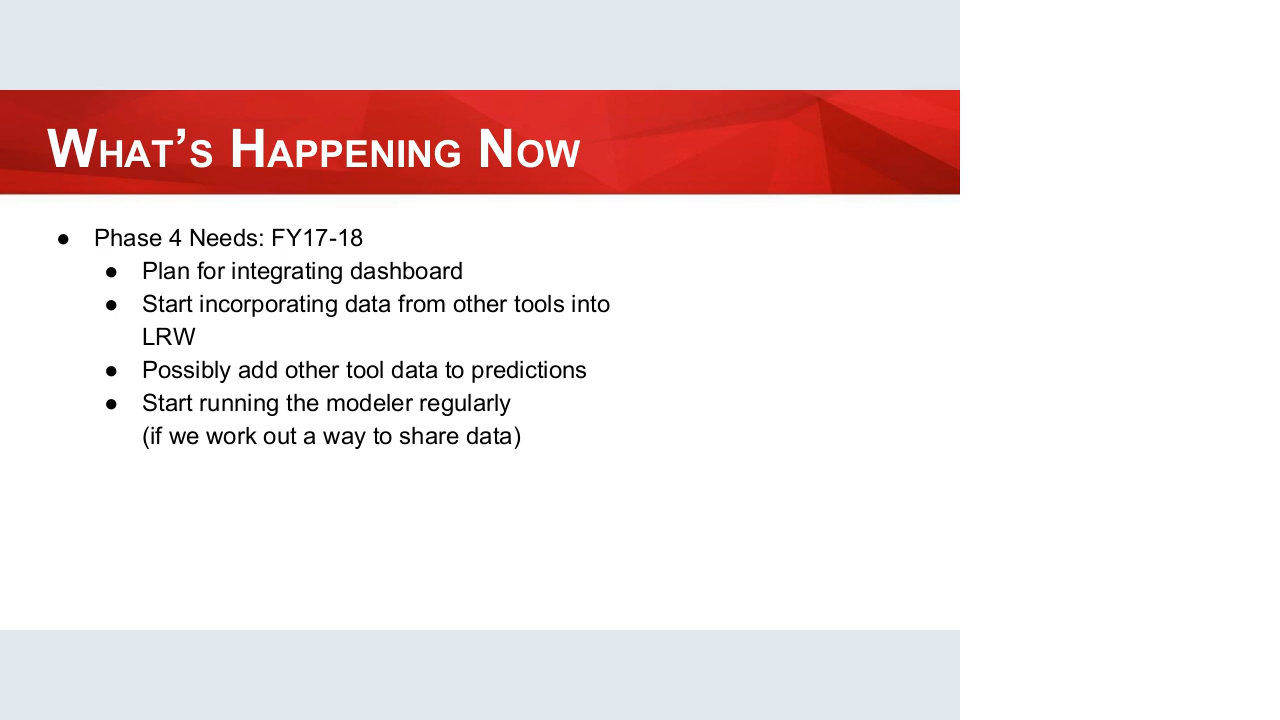 What's Happening Now
● Phase 4 Needs: FY17-18
● Plan for integrating dashboard
● Start incorporating data from other tools into
LRW
● Possibly add other tool data to predictions
● Start running the modeler regularly
(if we work out a way to share data)